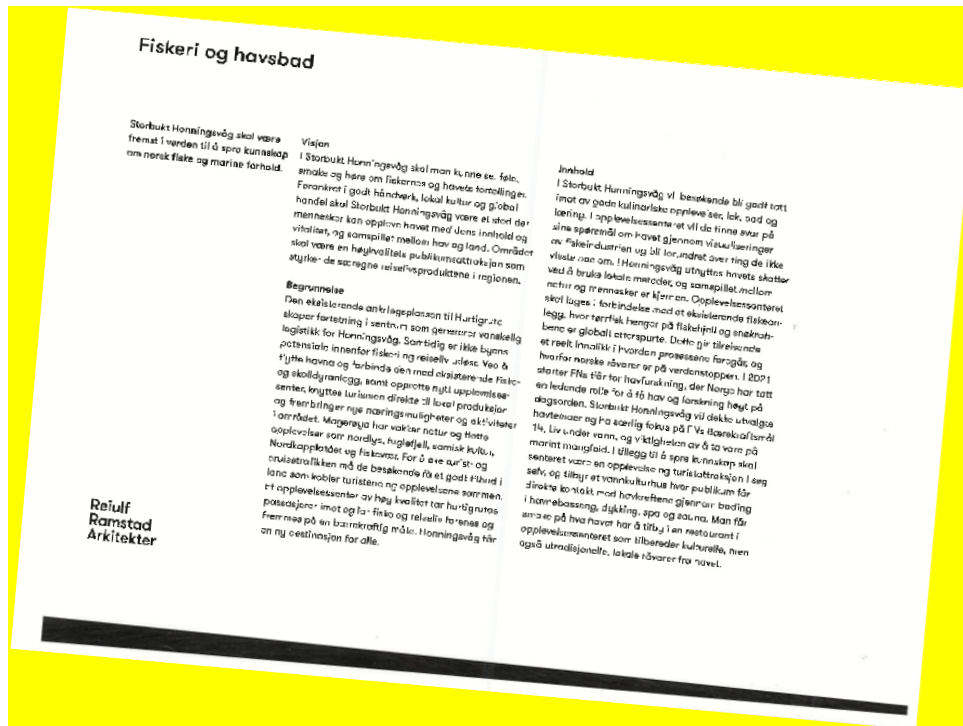 Fiskeri og havsbad
Storbukt Honningsvåg skal være
fremst i verden til å spre kunnskap
om norsk fiske og marine forhold.
Visjon
I Storbukt Honningsvåg skal man kunne se, føle,
smake og høre om fiskernes og havets fortellinger.
Forankret i godt håndverk, lokal kultur og global
handel skal Storbukt Honningsvåg være et sted der
mennesker kan oppleve havet med dens innhold og
vitalitet, og samspillet mellom hav og land. Området
skal være en høykvalitets publikumsattraksjon som
styrker de særegne reiselivsproduktene i regionen.
Begrunnelse
Den eksisterende anløpsplassen til Hurtigruta
skaper fortetning i sentrum som genererer vanskelig
logistikk for Honningsvåg. Samtidig er ikke byens
potensiale innenfor fiskeri og reiseliv utløst. Ved å
flytte havna og forbinde den med eksisterende fiske-
og skalldyranlegg, samt opprette nytt opplevelses-
senter, knyttes turismen direkte til lokal produksjon
og frembringer nye næringsmuligheter og aktiviteter
i området. Magerøya har vakker natur og flotte
opplevelser som nordlys, fuglefjell, samisk kultur,
Nordkapplatået og fiskevær. For å øke turist- og
cruisetrafikken må de besøkende få et godt tilbud i
land som kobler turistene og opplevelsene sammen.
Et opplevelsessenter av høy kvalitet tar hurtigrutas
passasjerer imot og lar fiske og reiseliv forenes og
fremmes på en bærekraftig måte. Honningsvåg får
en ny destinasjon for alle.
Innhold
I Storbukt Honningsvåg vil besøkende bli godt tatt
imot av gode kulinariske opplevelser, lek, bad og
læring. I opplevelsessenteret vil de finne svar på
sine spørsmål om havet gjennom visualiseringer
av fiskeindustrien og bli forundret over ting de ikke
visste noe om. I Honningsvåg utnyttes havets skatter
ved å bruke lokale metoder, og samspillet mellom
natur og mennesker er kjernen. Opplevelsessenteret
skal lages i forbindelse med et eksisterende fiskean-
legg, hvor tørrfisk henger på fiskehjell og snøkrab-
bene er globalt etterspurte. Dette gir tilreisende
et reelt innblikk i hvordan prosessene foregår, og
hvorfor norske råvarer er på verdenstoppen. I 2021
starter FNs tiår for havforskning, der Norge har tatt
en ledende rolle for å få hav og forskning høyt på
dagsorden. Storbukt Honningsvåg vil dekke utvalgte
havtemaer og ha særlig fokus på FNs Bærekraftsmål
14, Liv under vann, og viktigheten av å ta vare på
marint mangfold. I tillegg til å spre kunnskap skal
senteret være en opplevelse og turistattraksjon i seg
selv, og tilbyr et vannkulturhus hvor publikum får
direkte kontakt med havkreftene gjennom bading
i havnebasseng, dykking, spa og sauna. Man får
smake på hva havet har å tilby i en restaurant i
opplevelsessenteret som tilbereder kulturelle, men
også utradisjonelle, lokale råvarer fra havet.
Reiulf
Ramstad
Arkitekter